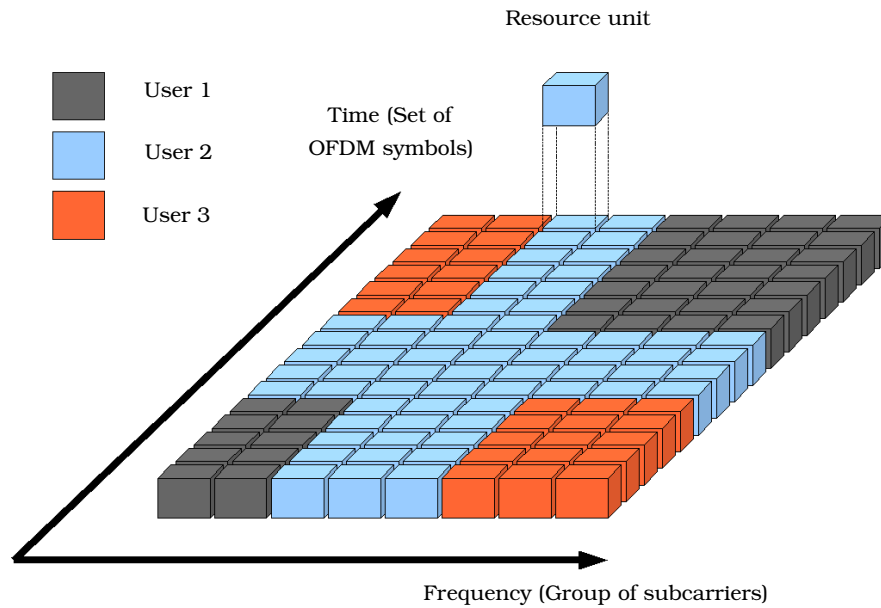 Resource unit
User 1
Time (Set of
OFDM symbols)
User 2
User 3
Frequency (Group of subcarriers)